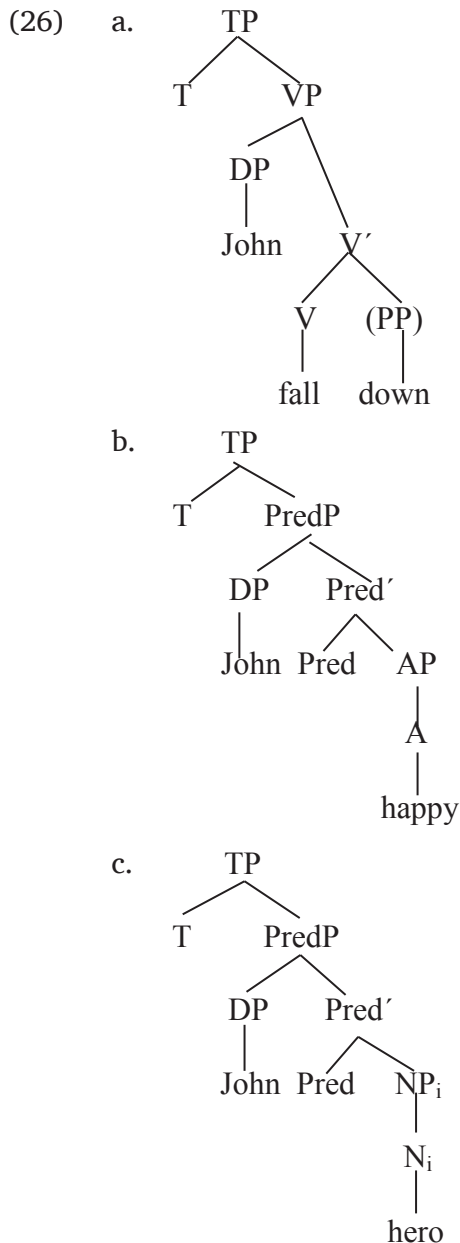 (26) a. TP
T VP
DP
John V´
V (PP)
fall down
b. TP
T PredP
DP Pred´
John Pred AP
A
happy
c. TP
T PredP
DP Pred´
John Pred NPi
Ni
hero